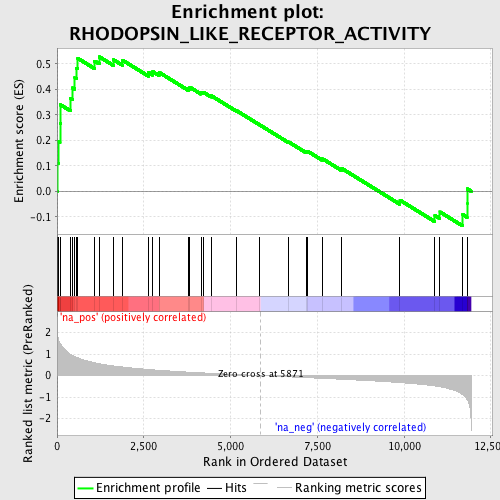 Enrichment plot:
RHODOPSIN_LIKE_RECEPTOR_ACTIVITY
Enrichment score (ES)
0.5
0.4
0.3
0.2
0.1
0.0
-0.1
'na_pos' (positively correlated)
Ranked list metric (PreRanked)
2
1
0
-1
-2
Zero cross at 5871
'na_neg' (negatively correlated)
0
2,500
5,000
7,500
10,000
12,500
Rank in Ordered Dataset
Enrichment profile
Hits
Ranking metric scores